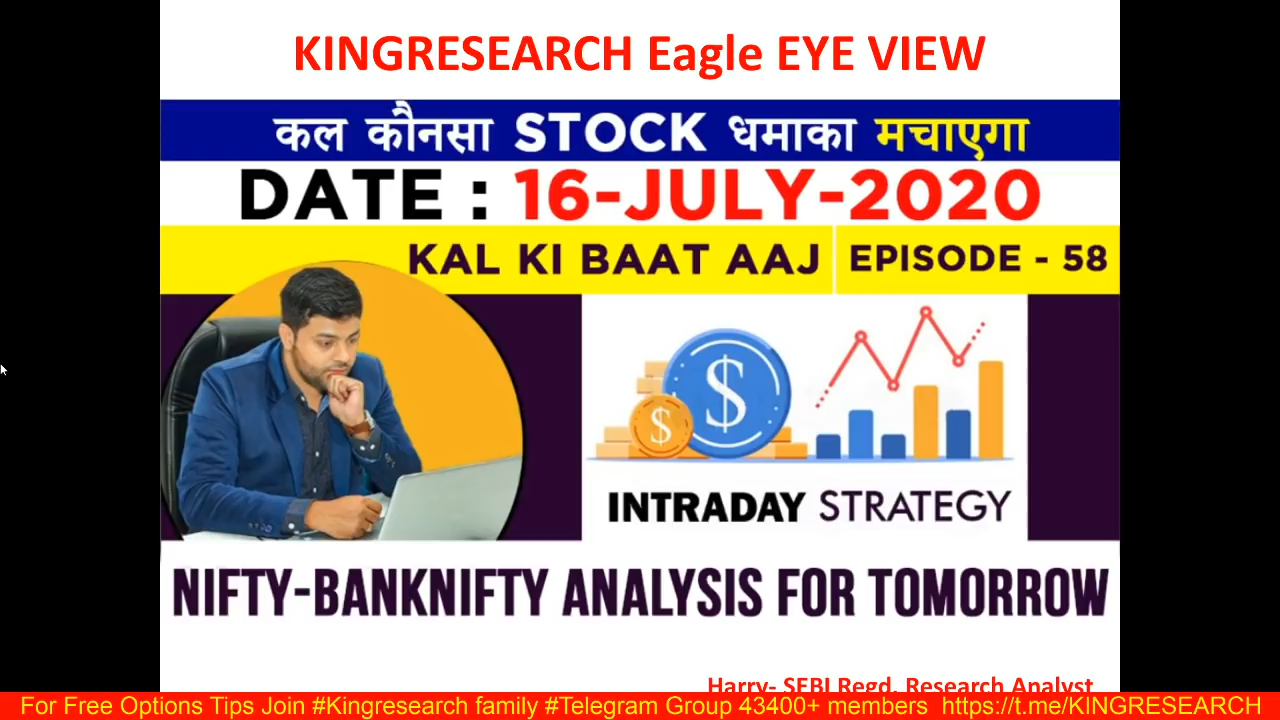 KINGRESEARCH Eagle EYE VIEW
कल कौनसा STOCK धमाका मचाएगा
DATE : 16-JULY-2020
KAL KI BAAT AAJ
EPISODE - 58
$
$
INTRADAY STRATEGY
NIFTY-BANKNIFTY ANALYSIS FOR TOMORROW
Harry- SEBI Regd. Research Analyst
For Free Options Tips Join #Kingresearch family #Telegram Group 43400+ members https://t.me/KINGRESEARCH